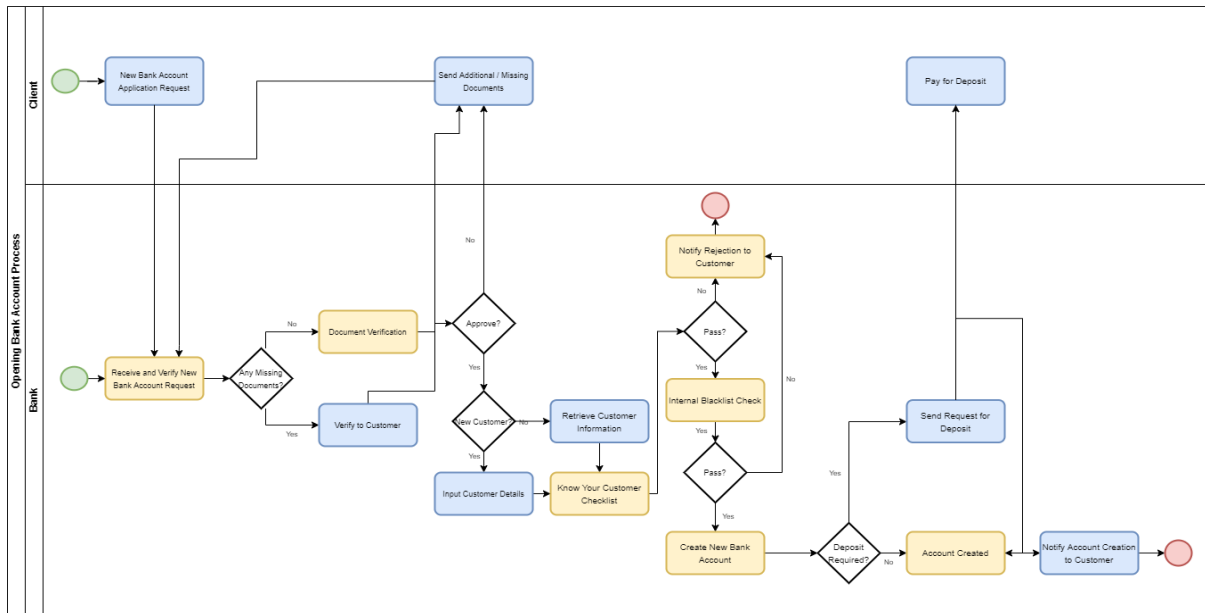 Opening Bank Account Process
Client
New Bank Account
Application Request
Send Additional / Missing
Documents
Pay for Deposit
Bank
No
Notify Rejection to
Customer
No
Document Verification
Approve?
No
Pass?
Receive and Verify New
Bank Account Request
Any Missing
Documents?
Yes
Yes
No
Internal Blacklist Check
Yes
Verify to Customer
New Customer?
No
Retrieve Customer
Information
Send Request for
Deposit
Yes
Pass?
Yes
Input Customer Details
Know Your Customer
Checklist
Yes
Create New Bank
Account
Deposit
Required?
No
Account Created
Notify Account Creation
to Customer